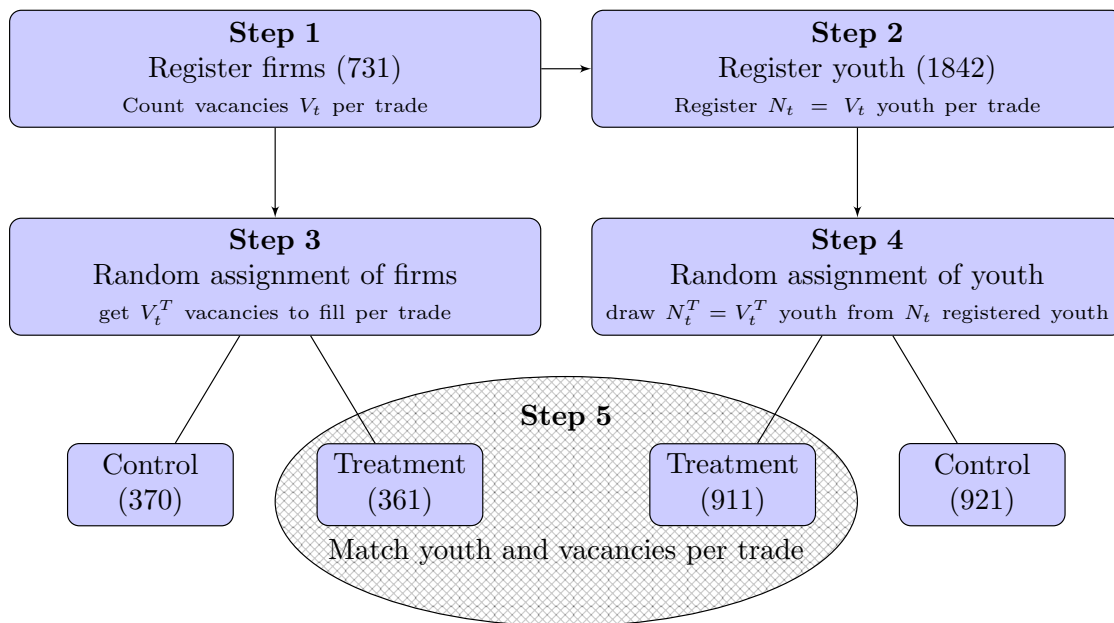 Step 1
Register firms (731)
Count vacancies $V_t$ per trade
Step 2
Register youth (1842)
Register $N_t$ = $V_t$ youth per trade
Step 3
Random assignment of firms
get $V_t^T$ vacancies to fill per trade
Step 4
Random assignment of youth
draw $N_t^T = V_t^T$ youth from $N_t$ registered youth
Step 5
Control
(370)
Treatment
(361)
Treatment
(911)
Control
(921)
Match youth and vacancies per trade